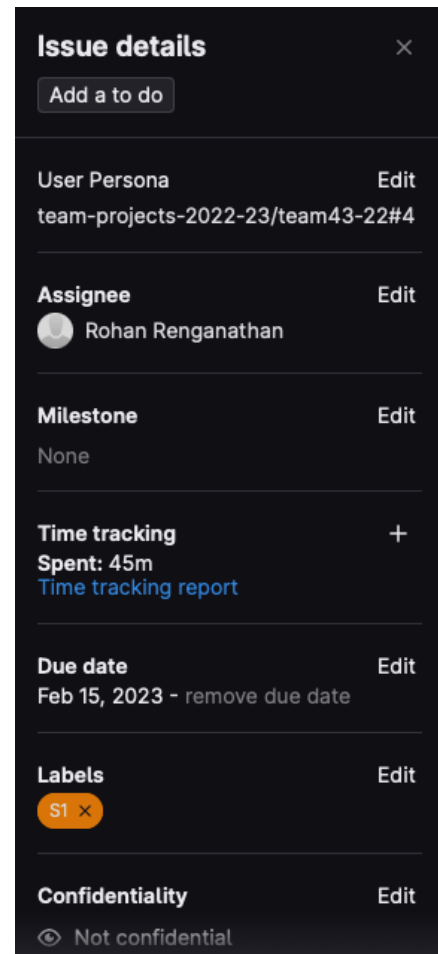 Issue details
Add a to do
User Persona Edit
team-projects-2022-23/team43-22#4
Assignee Edit
Rohan Renganathan
Milestone Edit
None
Time tracking +
Spent: 45m
Time tracking report
Due date Edit
Feb 15, 2023 - remove due date
Labels Edit
S1 ×
Confidentiality Edit
Not confidential